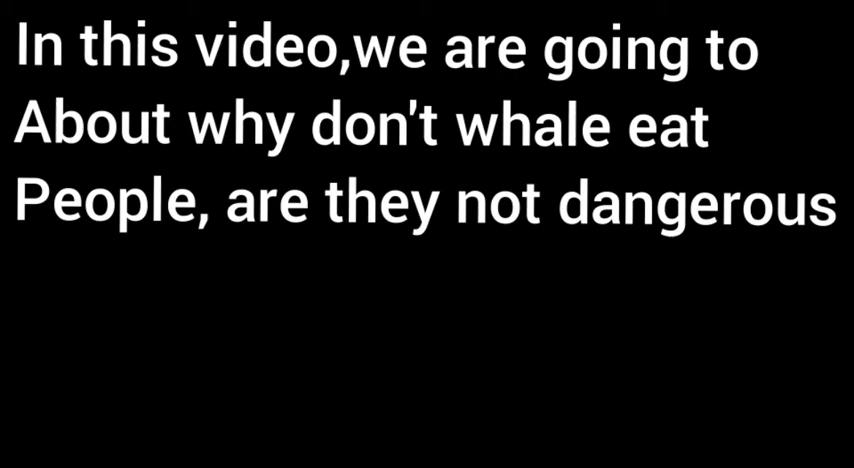 In this video,we are going to
About why don't whale eat
People, are they not dangerous